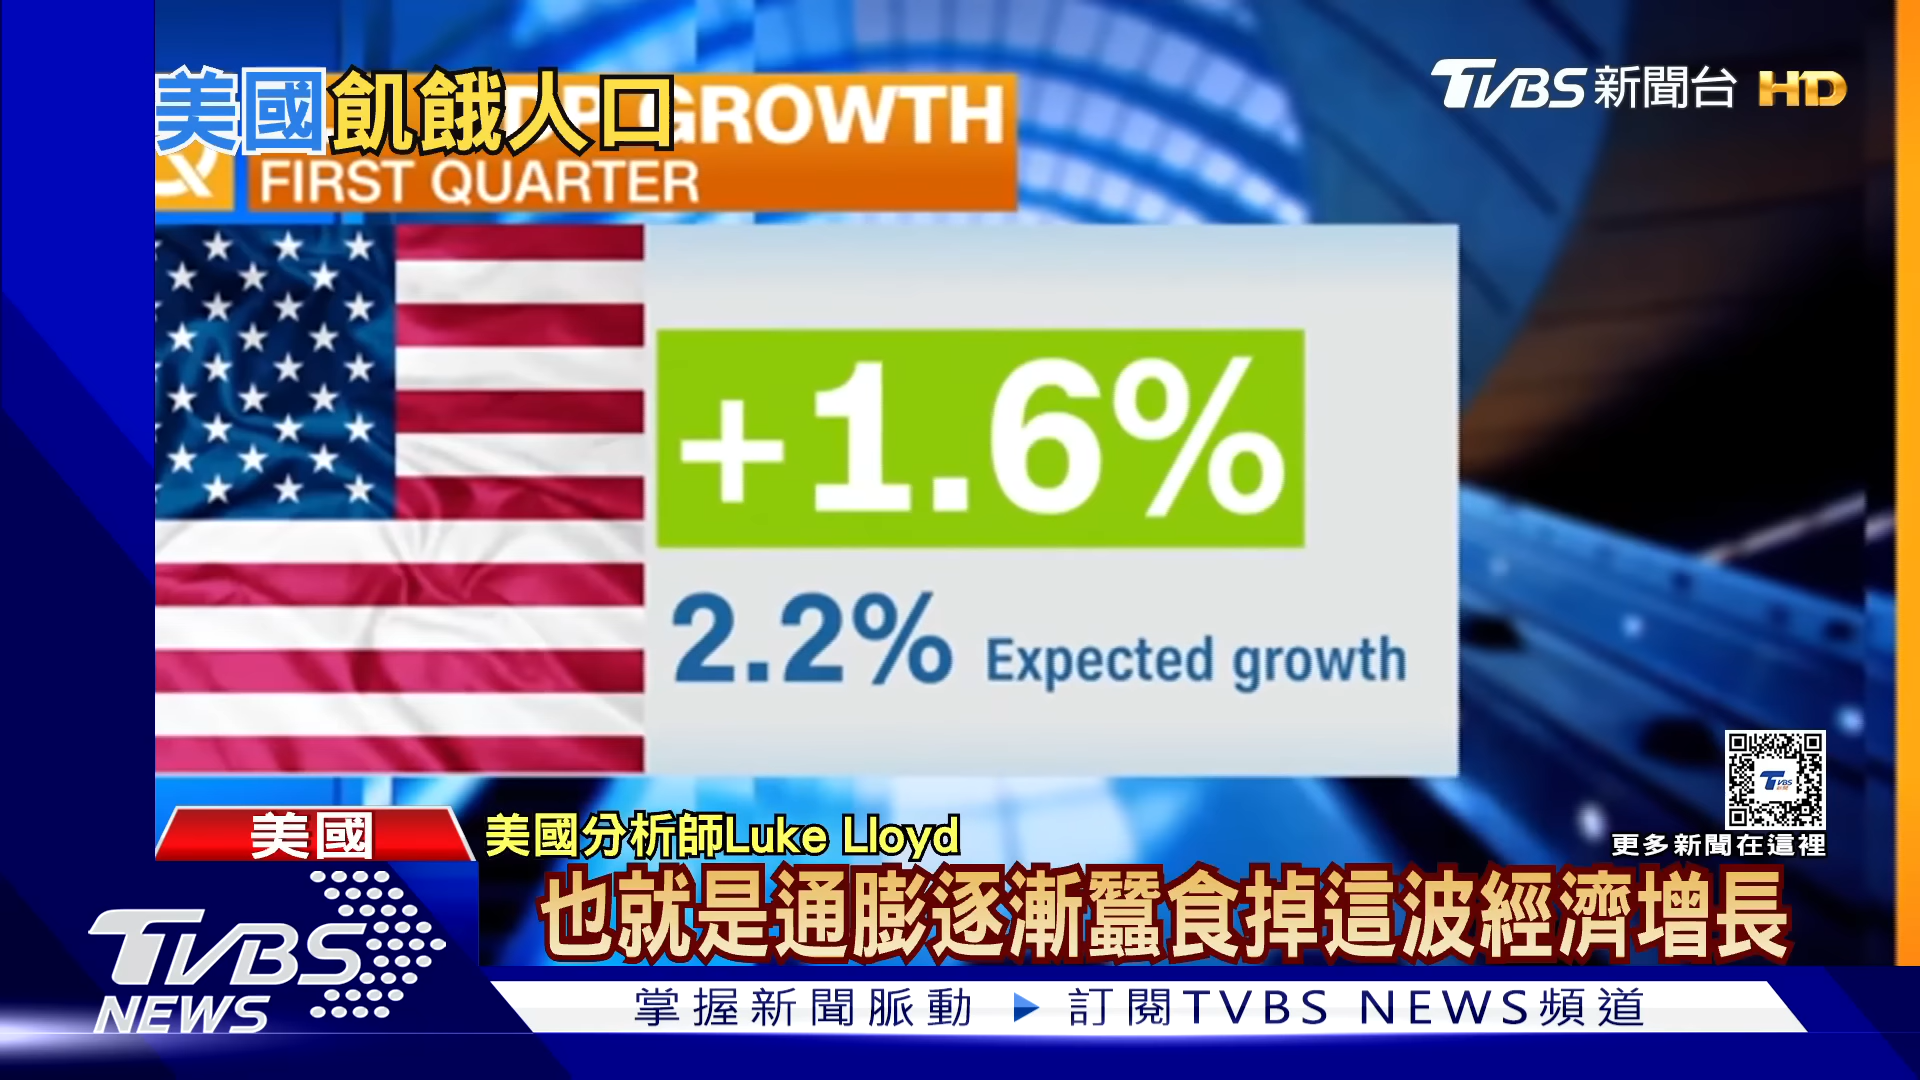 美國飢餓人口
GROWTH
FIRST QUARTER
TVBS新聞台 HD
+1.6%
2.2% Expected growth
TVBS
更多新聞在這裡
美國
美國分析師Luke Lloyd
也就是通膨逐漸蠶食掉這波經濟增長
TVBS
NEWS
掌握新聞脈動 ▶ 訂閱TVBS NEWS頻道